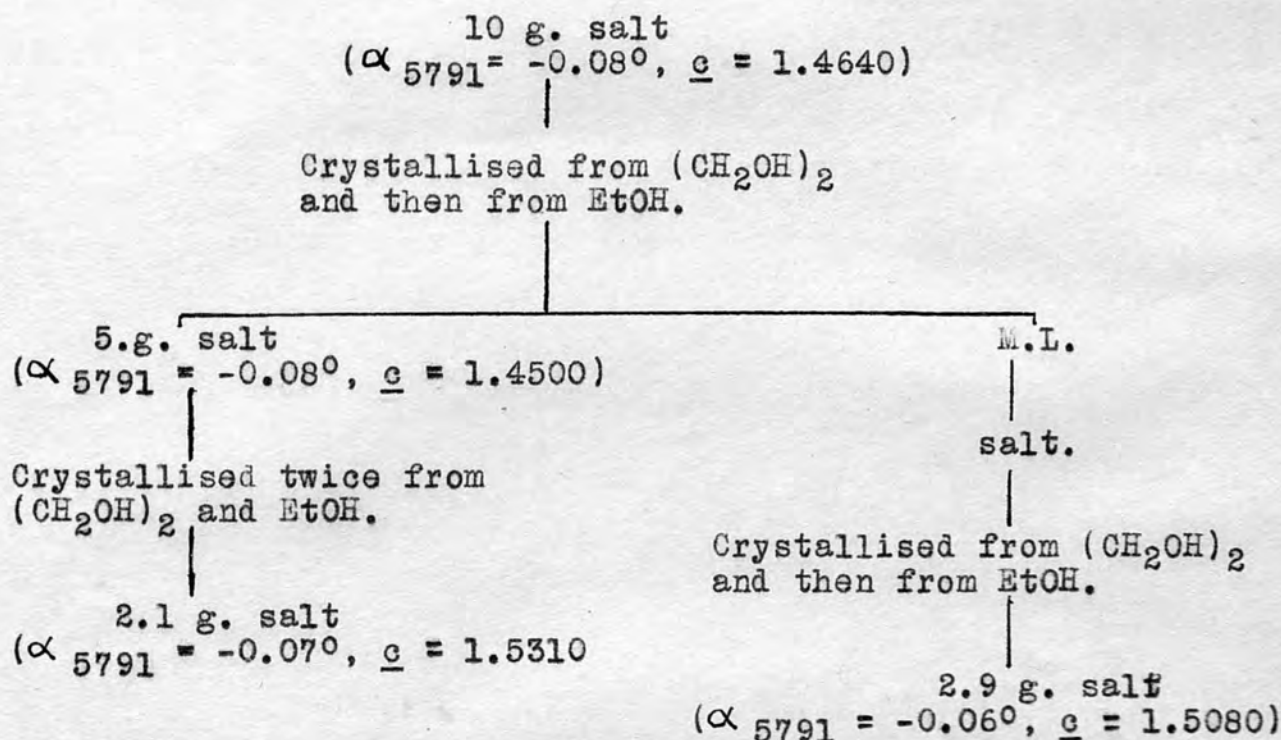 10 g. salt
(α 5791= -0.08°, c = 1.4640)
Crystallised from (CH₂OH)₂
and then from EtOH.
5.g. salt
(α 5791 = -0.08°, c = 1.4500)
Crystallised twice from
(CH₂OH)₂ and EtOH.
2.1 g. salt
(α 5791 = -0.07°, c = 1.5310
M.L.
salt.
Crystallised from (CH₂OH)₂
and then from EtOH.
2.9 g. salt
(α 5791 = -0.06°, c = 1.5080)